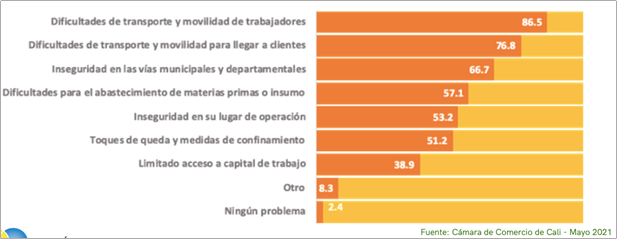 Dificultades de transporte y movilidad de trabajadores 86.5
Dificultades de transporte y movilidad para llegar a clientes 76.8
Inseguridad en las vías municipales y departamentales 66.7
Dificultades para el abastecimiento de materias primas o insumo 57.1
Inseguridad en su lugar de operación 53.2
Toques de queda y medidas de confinamiento 51.2
Limitado acceso a capital de trabajo 38.9
Otro 8.3
Ningún problema 2.4
Fuente: Cámara de Comercio de Cali - Mayo 2021